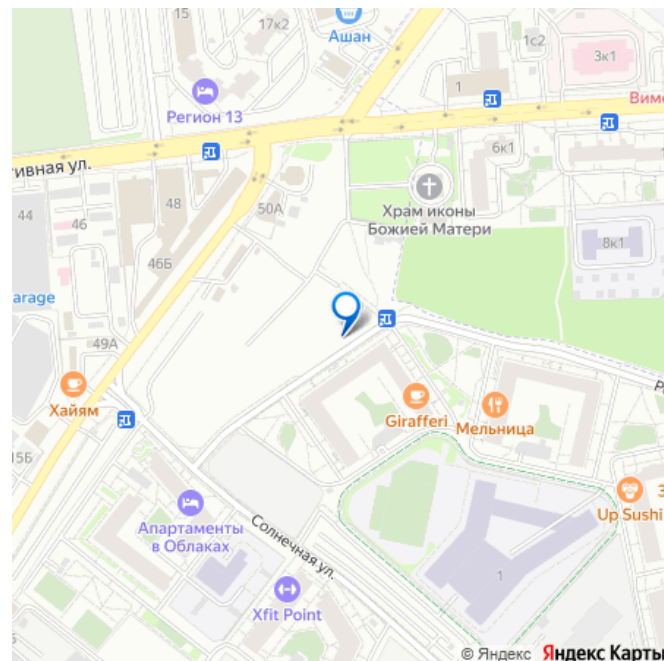 15
17к2
Ашан
1с2
3к1
Регион 13
1
Виме
тивная ул.
6к1
48
44
46
50А
Храм иконы
Божией Матери
8к1
46Б
arage
49А
Хайям
Girafferi
Мельница
15Б
Up Sushi
Апартаменты
в Облаках
Солнечная ул.
1
Xfit Point
© Яндекс Яндекс Карты